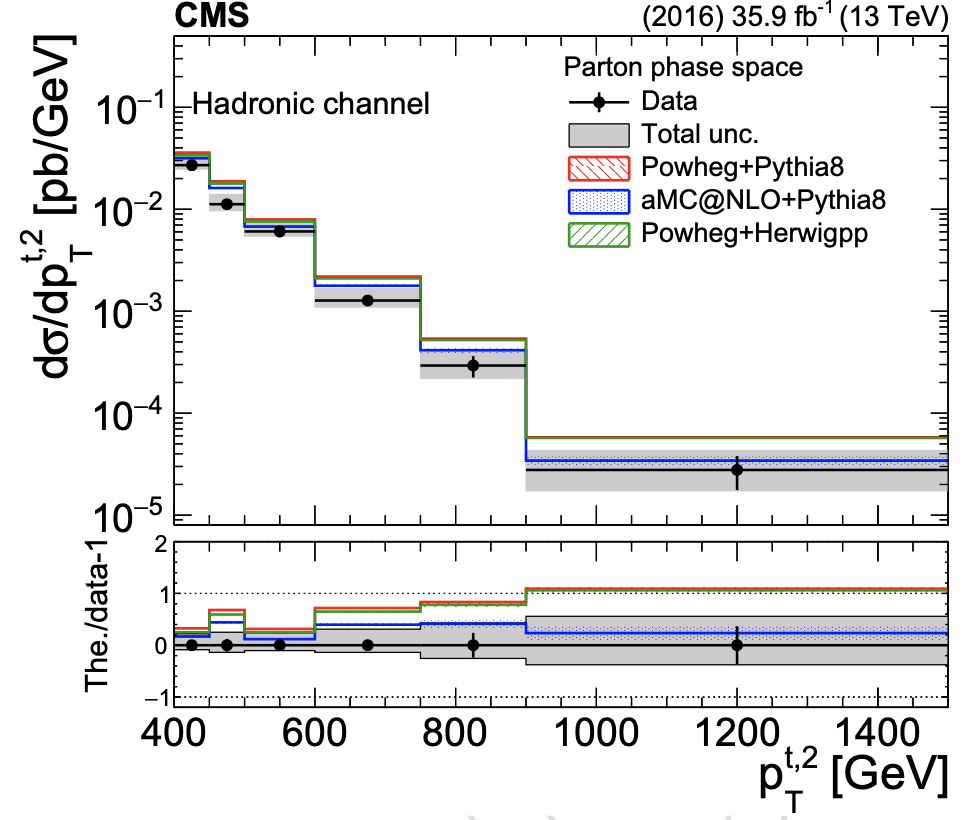 CMS
(2016) 35.9 fb⁻¹ (13 TeV)
dσ/dp_T^{t,2} [pb/GeV]
Hadronic channel
Parton phase space
Data
Total unc.
Powheg+Pythia8
aMC@NLO+Pythia8
Powheg+Herwigpp
10⁻¹
10⁻²
10⁻³
10⁻⁴
10⁻⁵
The./data-1
2
1
0
−1
400 600 800 1000 1200 1400
p_T^{t,2} [GeV]